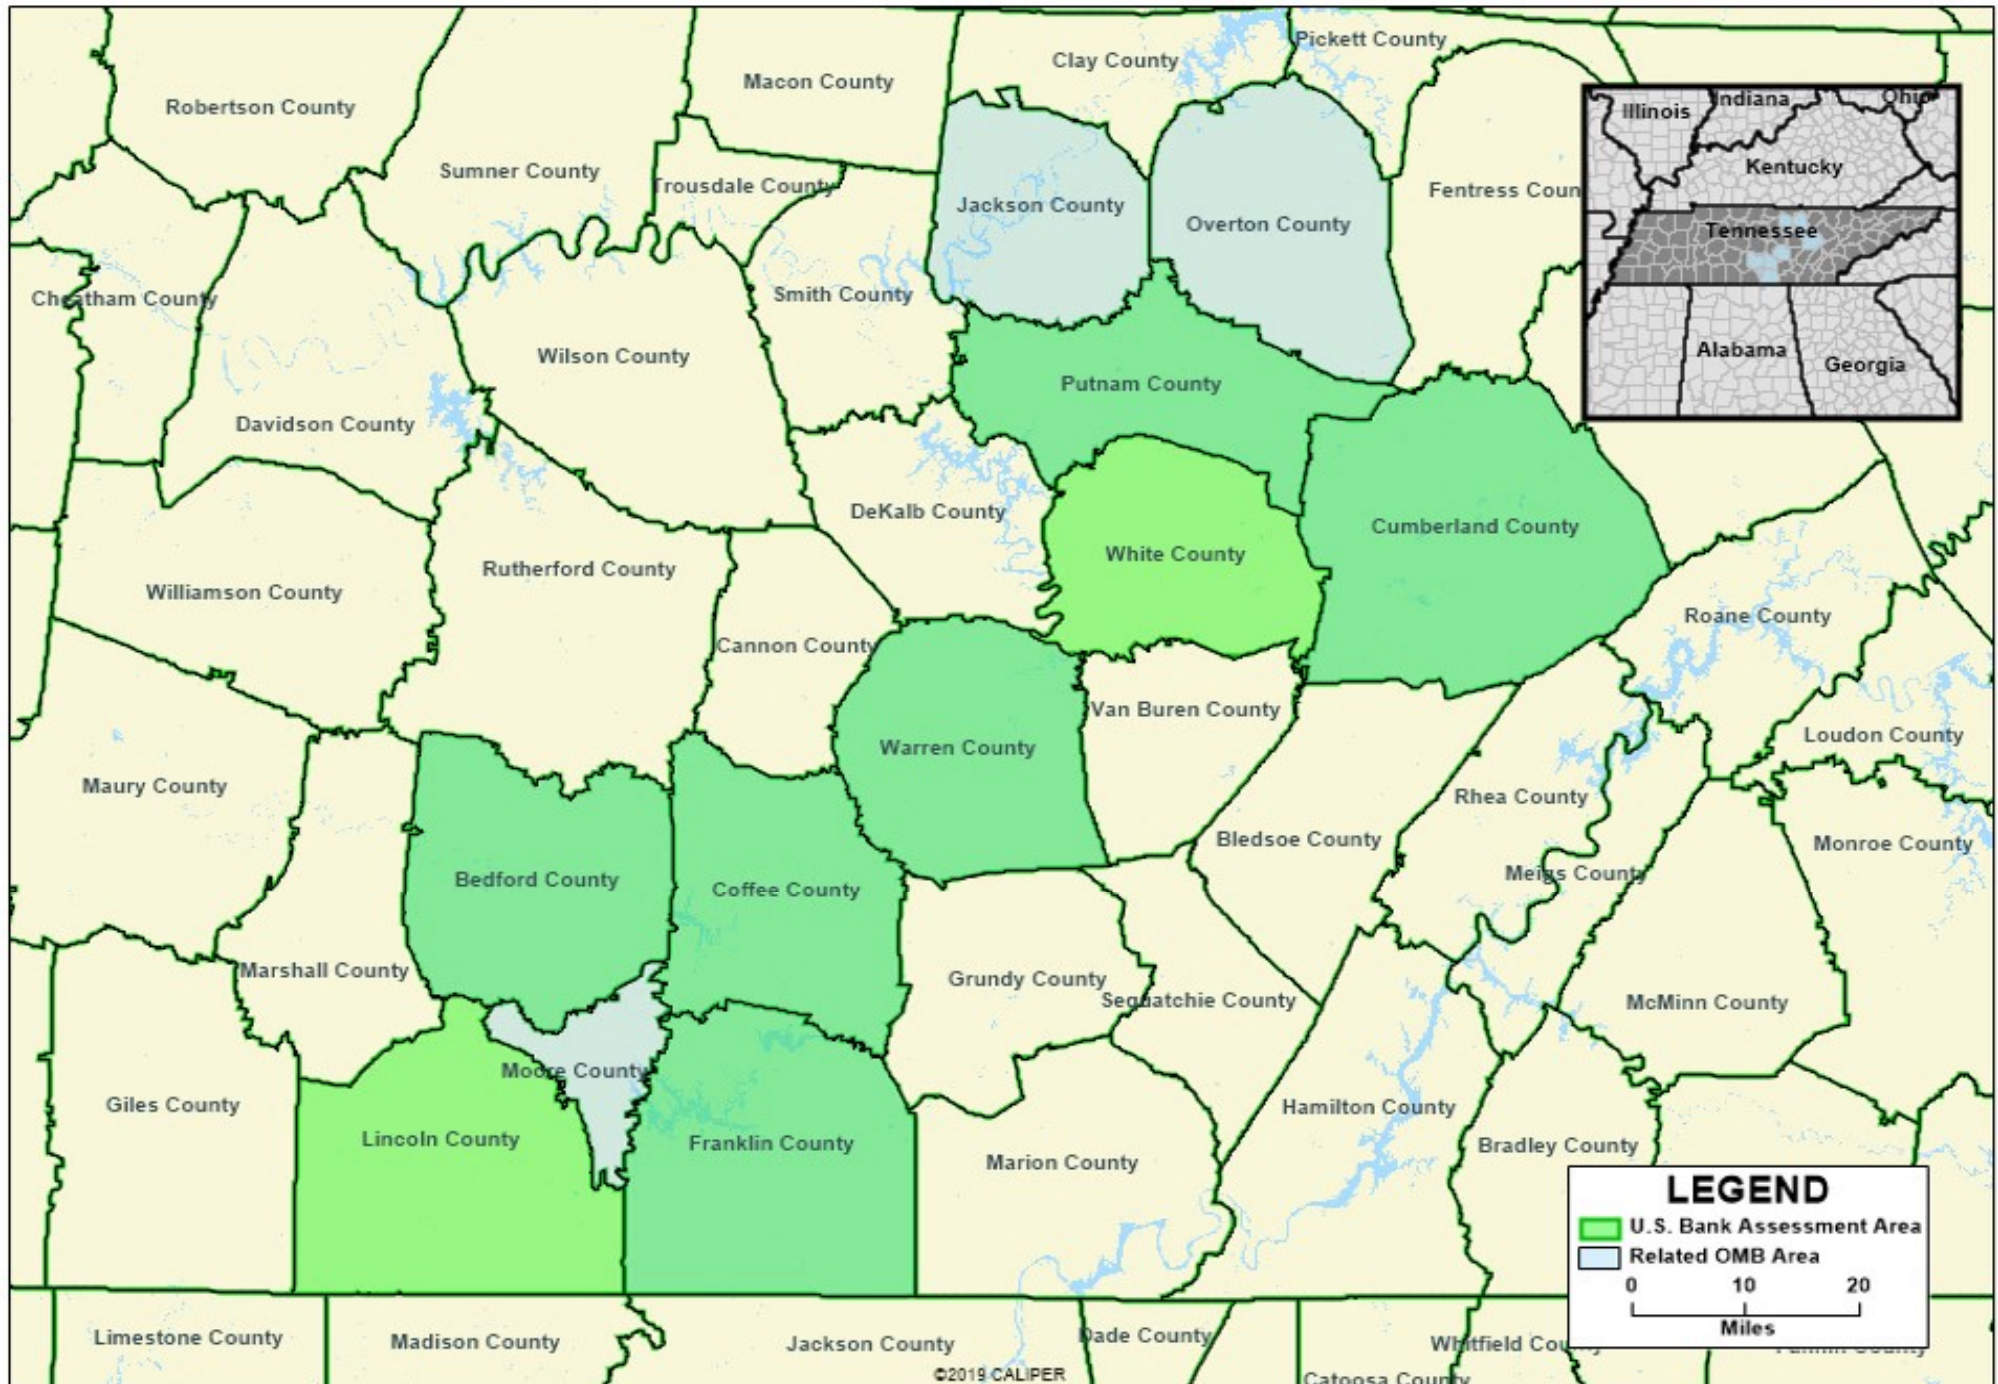 Pickett County
Clay County
Macon County
Robertson County
Sumner County
Trousdale County
Jackson County
Overton County
Fentress Coun
Cheatham County
Smith County
Wilson County
Putnam County
Davidson County
DeKalb County
Cumberland County
White County
Rutherford County
Williamson County
Roane County
Cannon County
Van Buren County
Loudon County
Warren County
Maury County
Rhea County
Bledsoe County
Monroe County
Meigs County
Bedford County
Coffee County
Marshall County
Grundy County
Sequatchie County
McMinn County
Moore County
Giles County
Hamilton County
Lincoln County
Franklin County
Bradley County
Marion County
Limestone County
Madison County
Jackson County
Dade County
Whitfield Cou
Catoosa County
©2019 CALIPER
Illinois
Indiana
Ohio
Kentucky
Tennessee
Alabama
Georgia
LEGEND
U.S. Bank Assessment Area
Related OMB Area
0 10 20
Miles